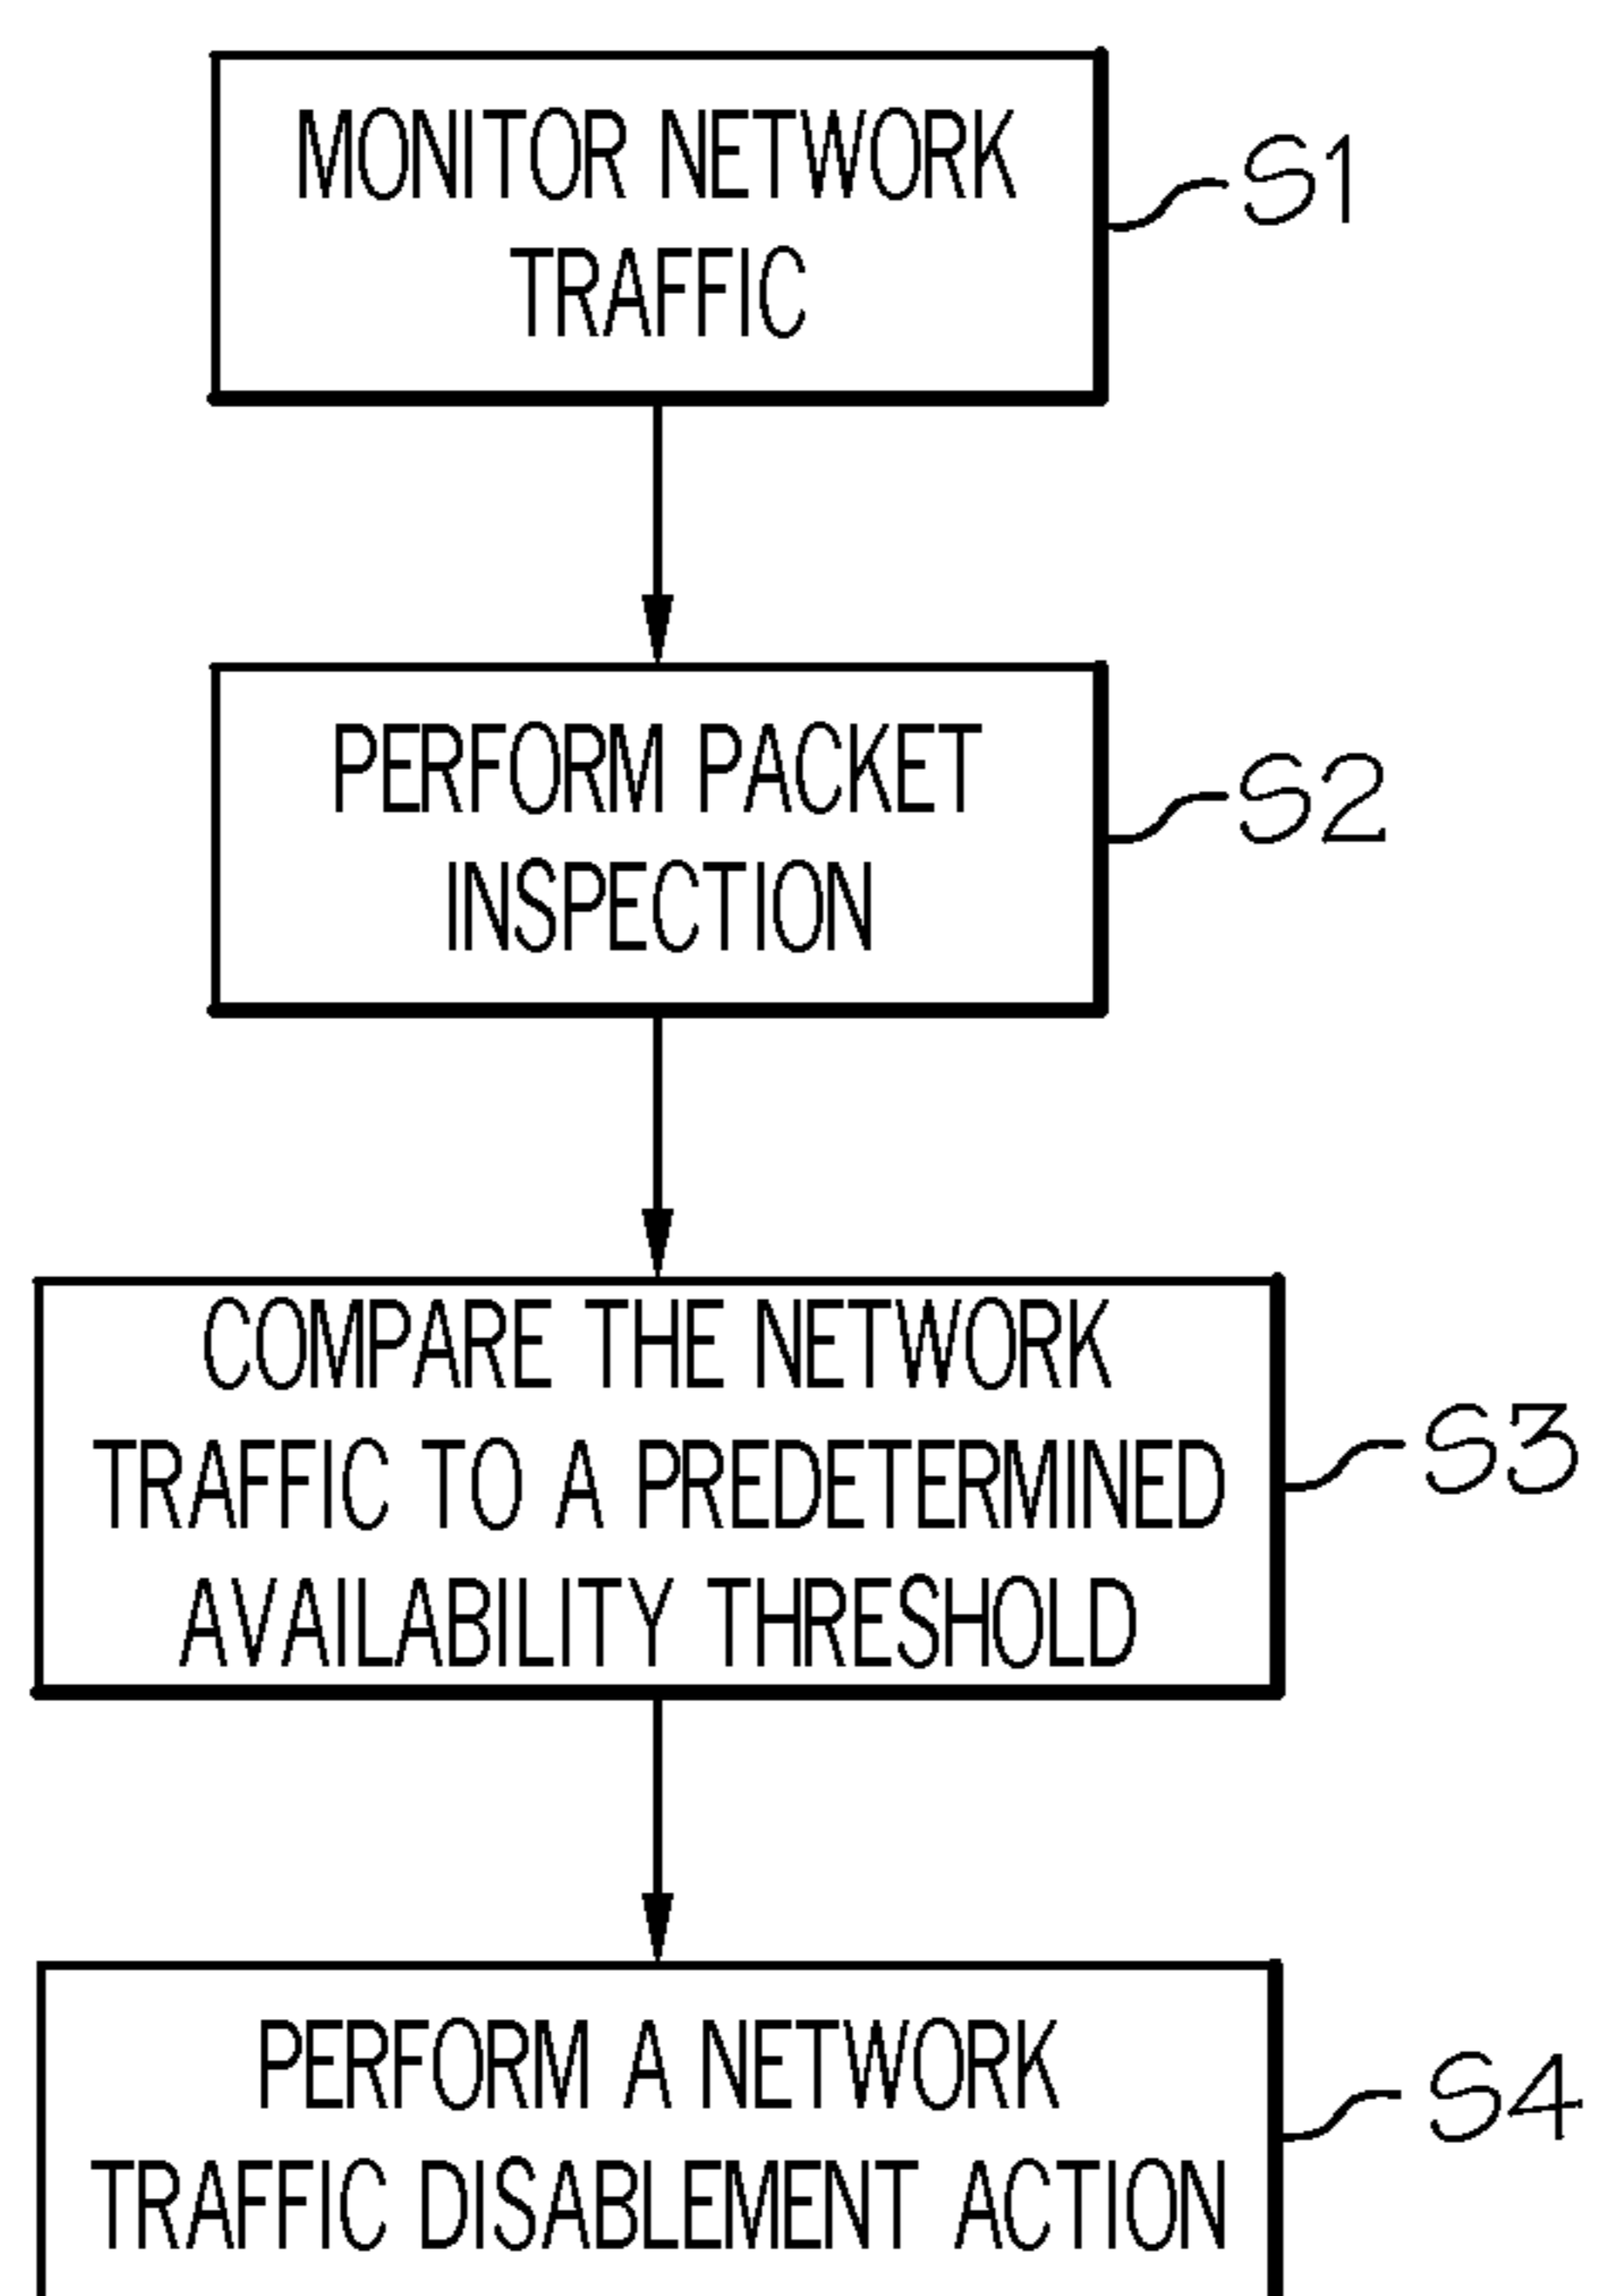 MONITOR NETWORK
TRAFFIC
S1
PERFORM PACKET
INSPECTION
S2
COMPARE THE NETWORK
TRAFFIC TO A PREDETERMINED
AVAILABILITY THRESHOLD
S3
PERFORM A NETWORK
TRAFFIC DISABLEMENT ACTION
S4